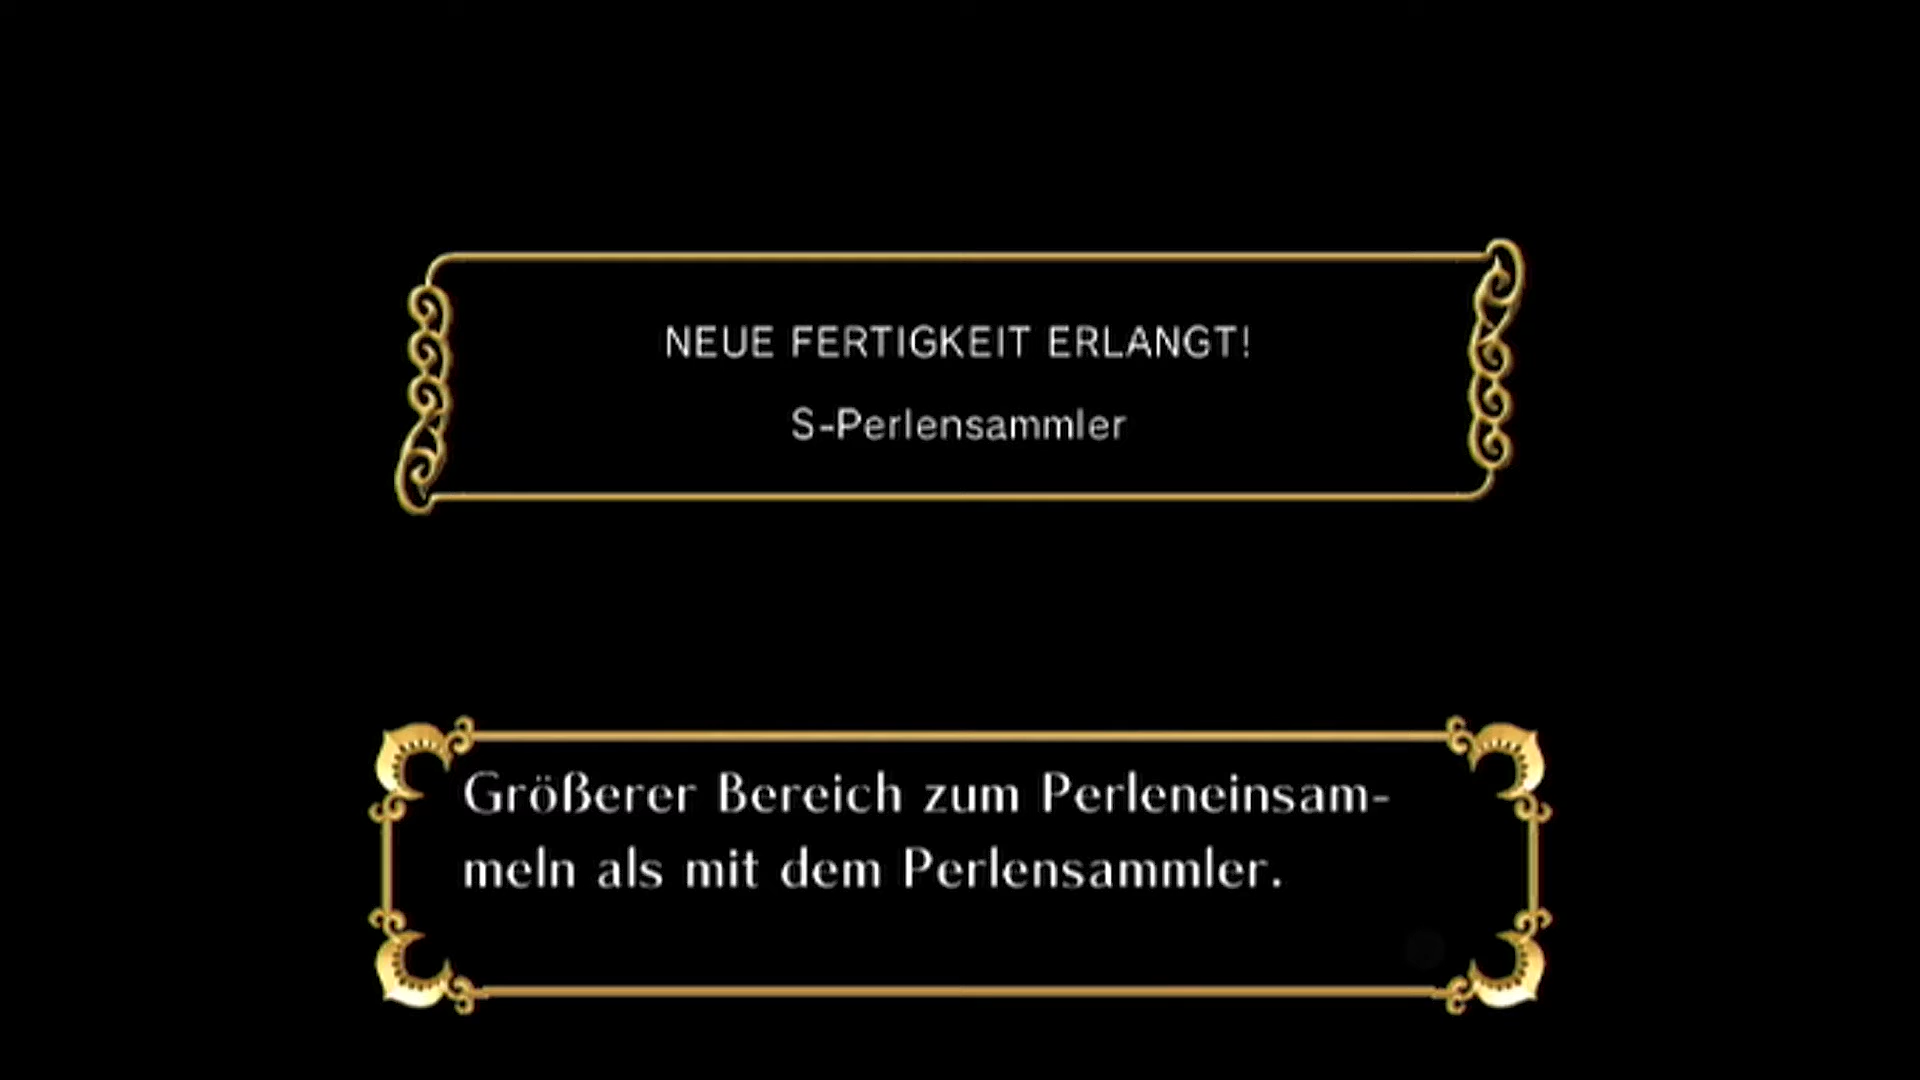 NEUE FERTIGKEIT ERLANGT!
S-Perlensammler
Größerer Bereich zum Perleneinsam-
meln als mit dem Perlensammler.